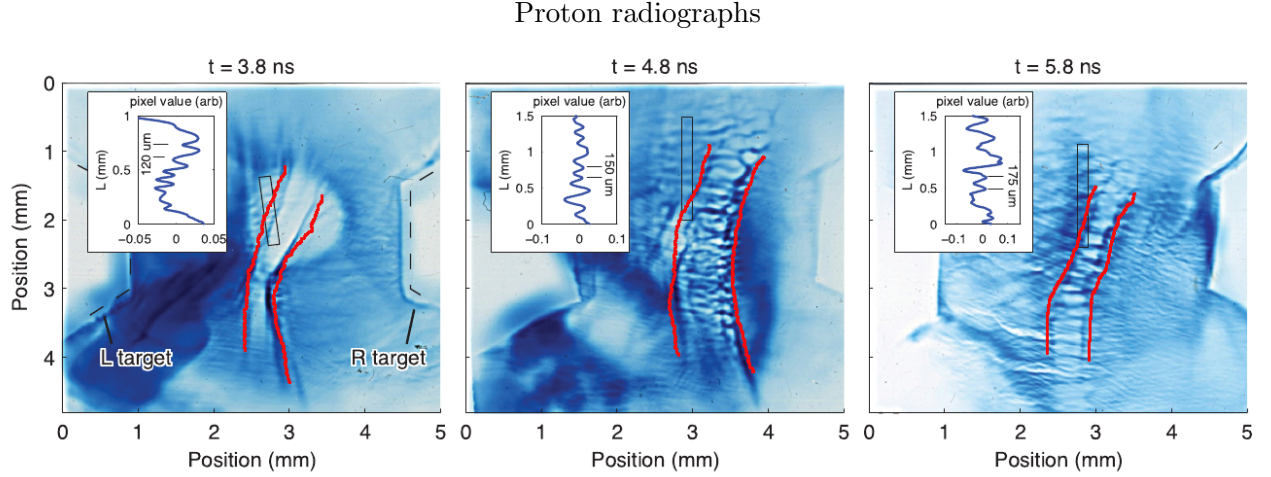 Proton radiographs
t = 3.8 ns
t = 4.8 ns
t = 5.8 ns
Position (mm)
0
1
2
3
4
pixel value (arb)
L (mm)
1
0.5
0
120 um
−0.05
0
0.05
L target
R target
0
1
2
3
4
5
Position (mm)
pixel value (arb)
L (mm)
1.5
1
0.5
0
150 um
−0.1
0
0.1
0
1
2
3
4
5
Position (mm)
pixel value (arb)
L (mm)
1.5
1
0.5
0
175 um
−0.1
0
0.1
0
1
2
3
4
5
Position (mm)